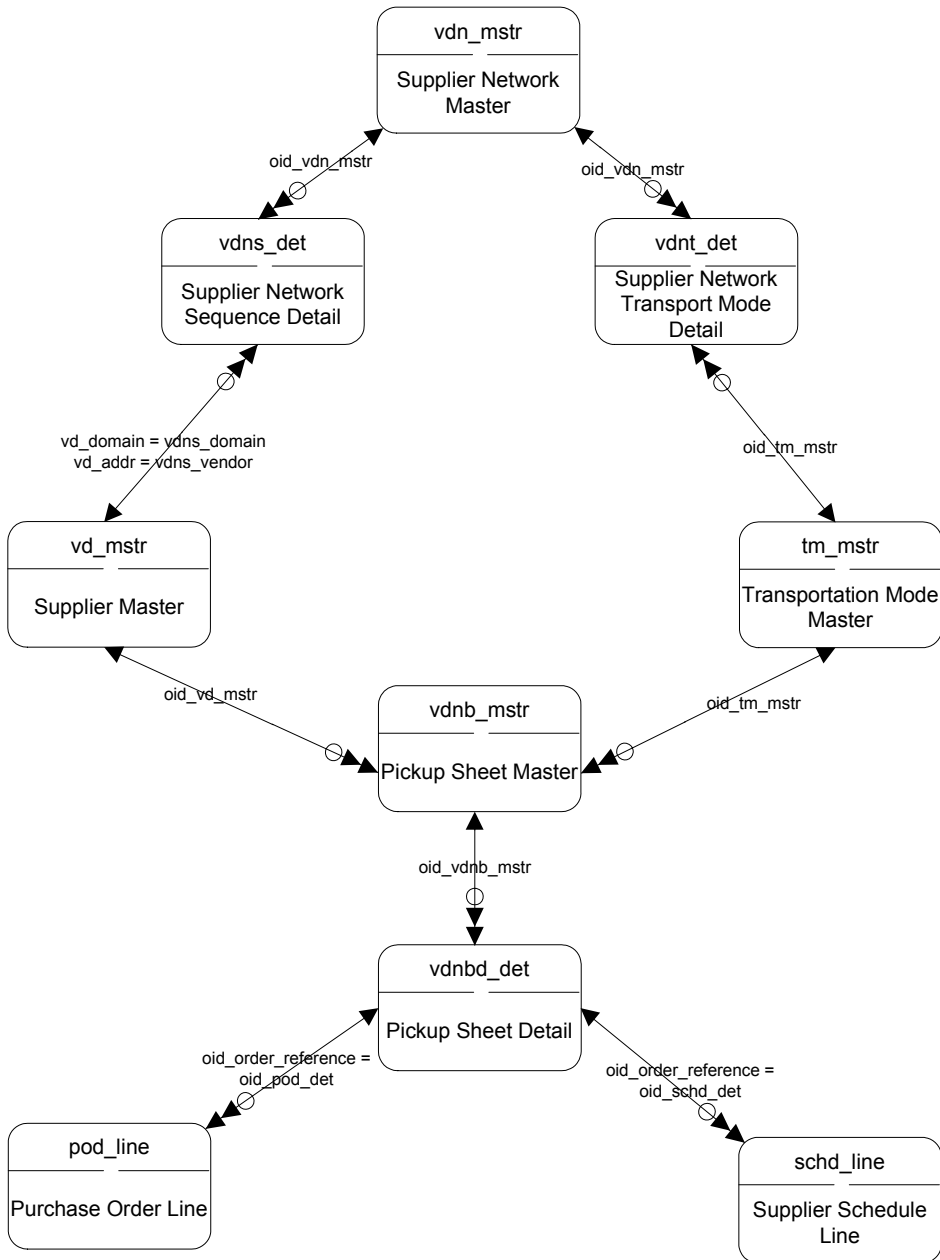 vdn_mstr
Supplier Network
Master
oid_vdn_mstr
oid_vdn_mstr
vdns_det
Supplier Network
Sequence Detail
vdnt_det
Supplier Network
Transport Mode
Detail
vd_domain = vdns_domain
vd_addr = vdns_vendor
oid_tm_mstr
vd_mstr
Supplier Master
tm_mstr
Transportation Mode
Master
oid_vd_mstr
oid_tm_mstr
vdnb_mstr
Pickup Sheet Master
oid_vdnb_mstr
vdnbd_det
Pickup Sheet Detail
oid_order_reference =
oid_pod_det
oid_order_reference =
oid_schd_det
pod_line
Purchase Order Line
schd_line
Supplier Schedule
Line